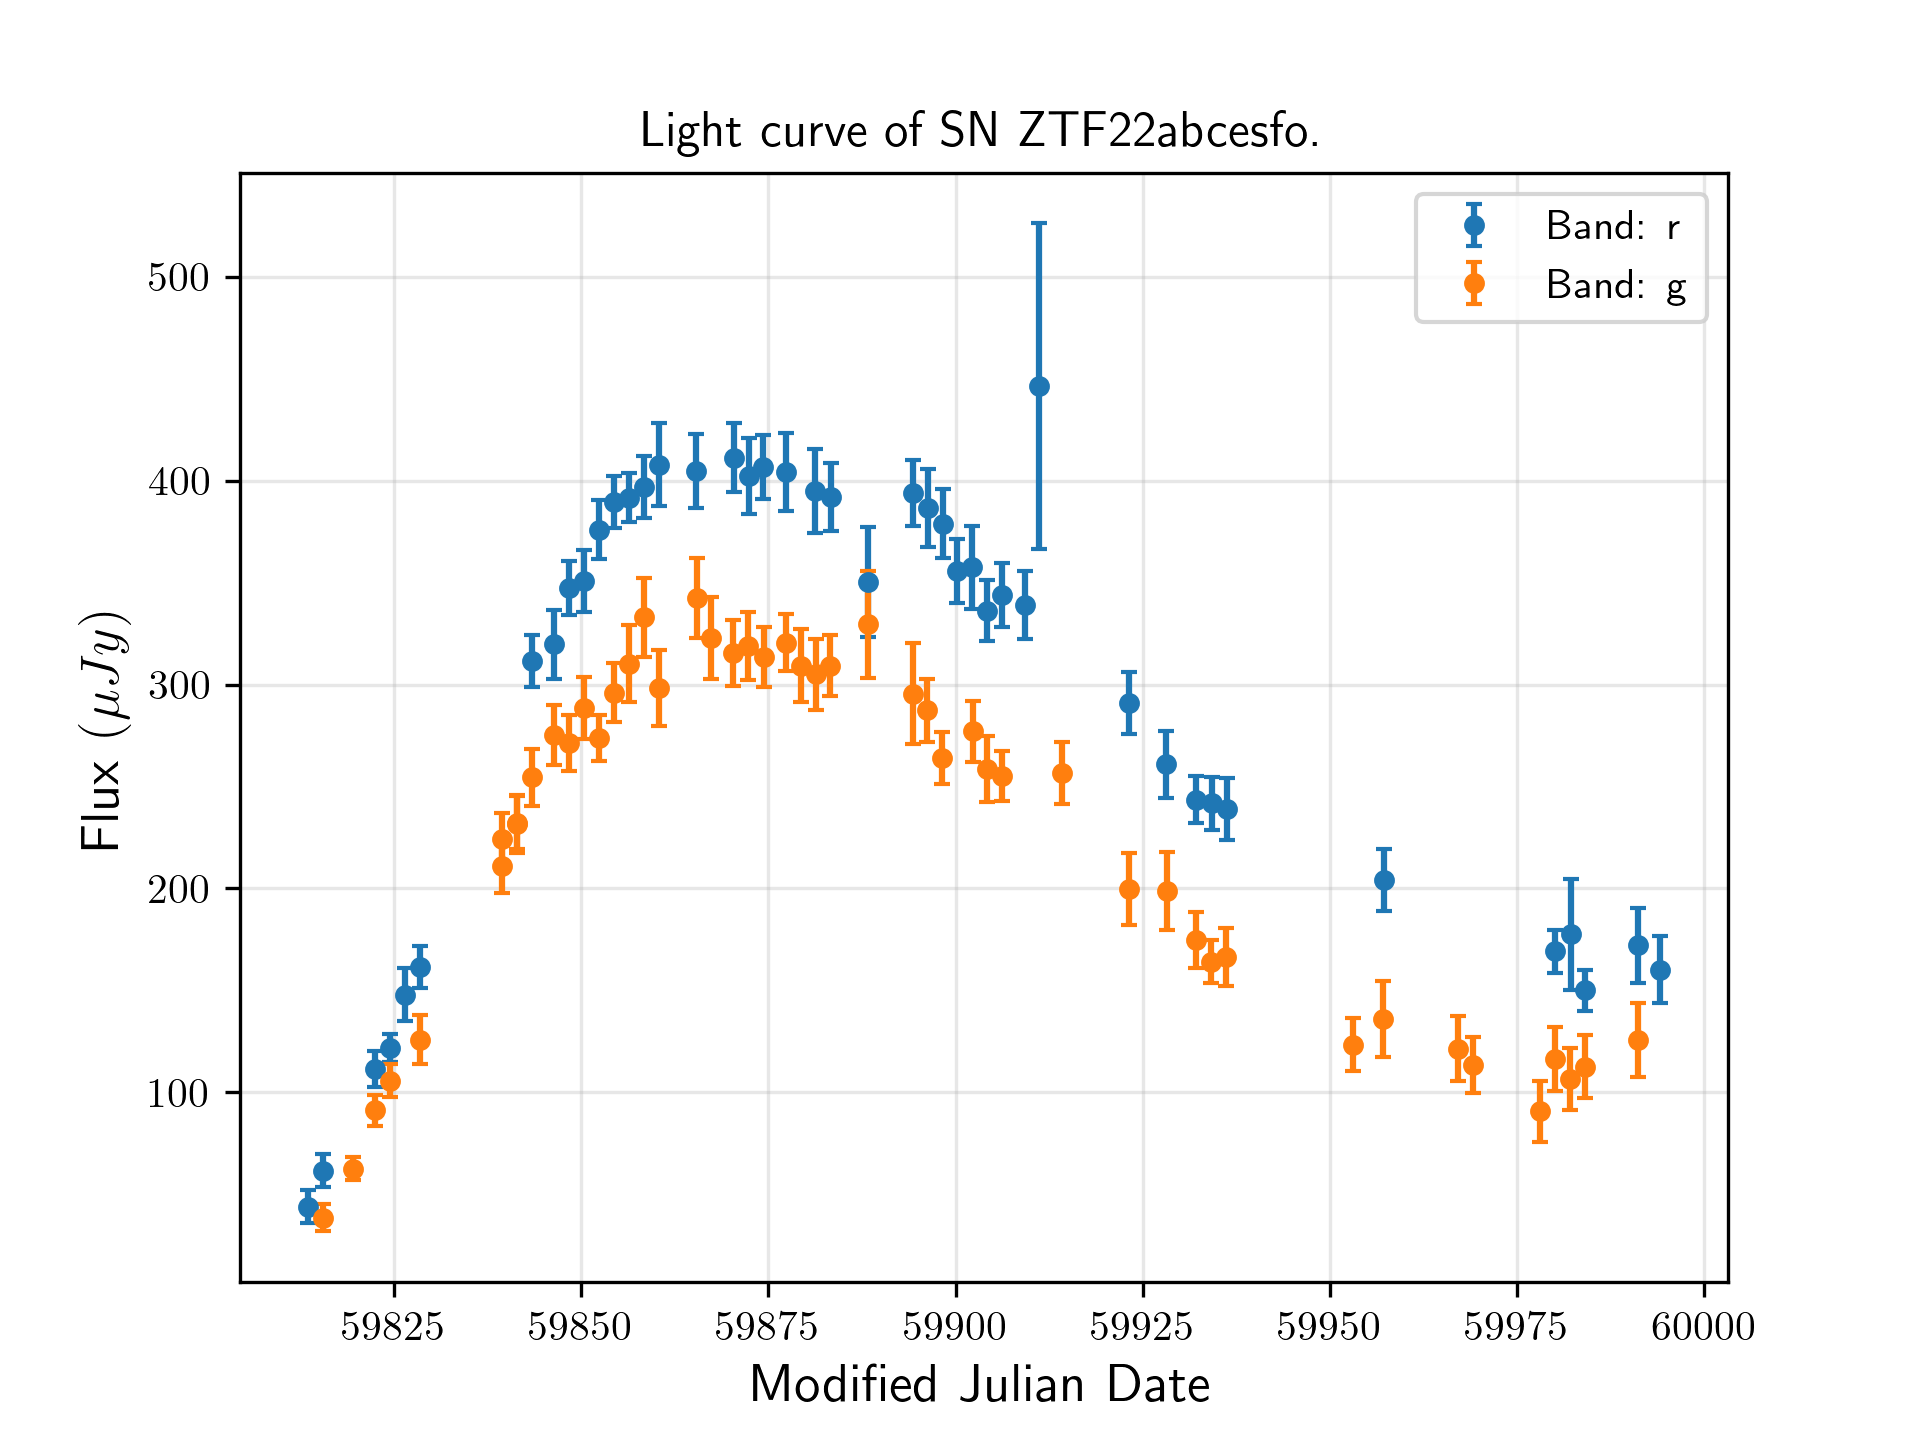 Light curve of SN ZTF22abcesfo.
Band: r
Band: g
500
400
300
200
100
Flux (μJy)
59825 59850 59875 59900 59925 59950 59975 60000
Modified Julian Date